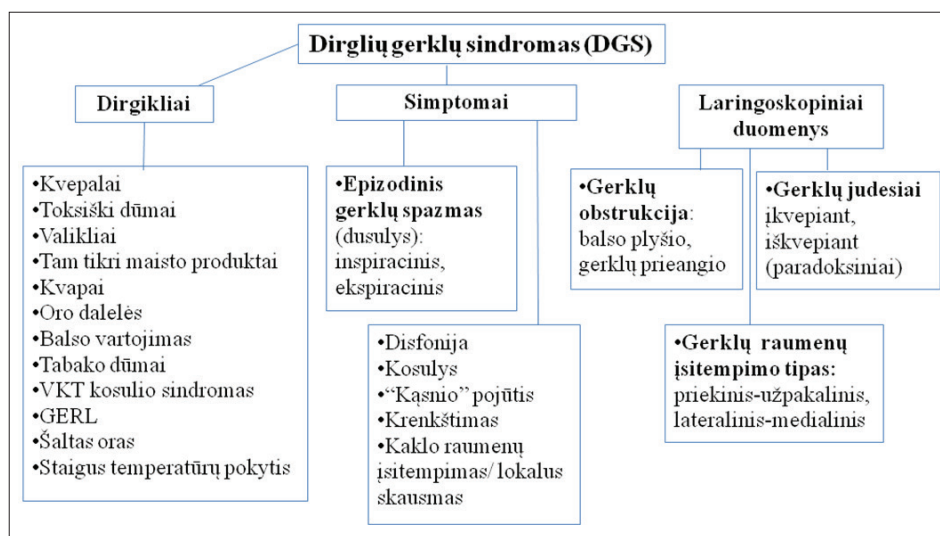 Dirglių gerklų sindromas (DGS)
Dirgikliai
•Kvepalai
•Toksiški dūmai
•Valikliai
•Tam tikri maisto produktai
•Kvapai
•Oro dalelės
•Balso vartojimas
•Tabako dūmai
•VKT kosulio sindromas
•GERL
•Šaltas oras
•Staigus temperatūrų pokytis
Simptomai
•Epizodinis
gerklų spazmas
(dusulys):
inspiracinis,
ekspiracinis
•Disfonija
•Kosulys
•“Kąsnio” pojūtis
•Krenkštimas
•Kaklo raumenų
įsitempimas/ lokalus
skausmas
Laringoskopiniai
duomenys
•Gerklų
obstrukcija:
balso plyšio,
gerklų prieangio
•Gerklų judesiai
įkvepiant,
iškvepiant
(paradoksiniai)
•Gerklų raumenų
įsitempimo tipas:
priekinis-užpakalinis,
lateralinis-medialinis